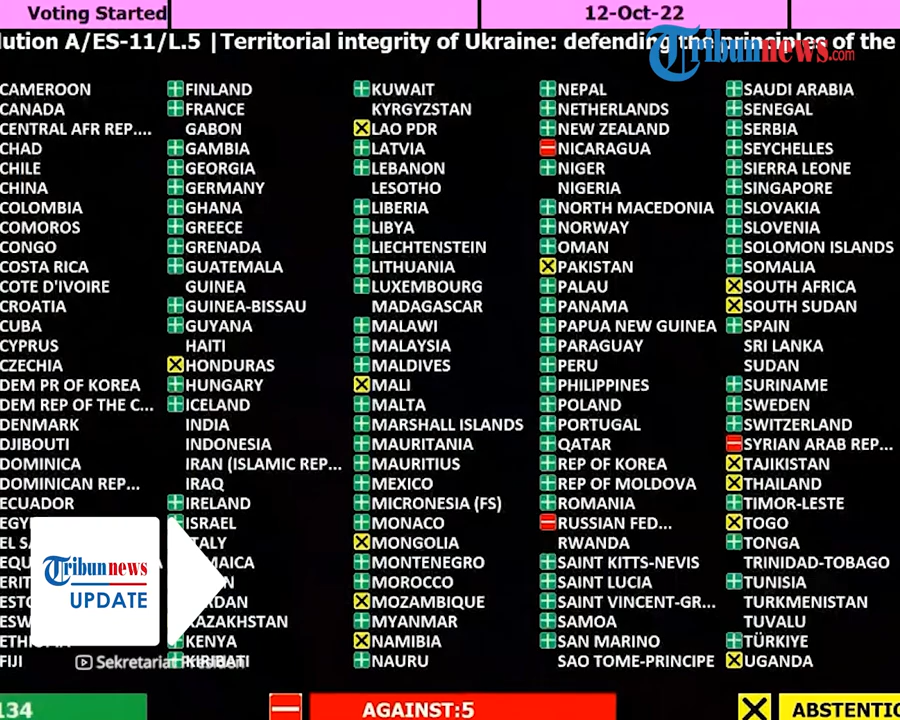 Voting Started
12-Oct-22
lution A/ES-11/L.5 | Territorial integrity of Ukraine: defending the principles of the
Tribunnews.com
CAMEROON
CANADA
CENTRAL AFR REP....
CHAD
CHILE
CHINA
COLOMBIA
COMOROS
CONGO
COSTA RICA
COTE D'IVOIRE
CROATIA
CUBA
CYPRUS
CZECHIA
DEM PR OF KOREA
DEM REP OF THE C...
DENMARK
DJIBOUTI
DOMINICA
DOMINICAN REP...
ECUADOR
FIJI
FINLAND
FRANCE
GABON
GAMBIA
GEORGIA
GERMANY
GHANA
GREECE
GRENADA
GUATEMALA
GUINEA
GUINEA-BISSAU
GUYANA
HAITI
HONDURAS
HUNGARY
ICELAND
INDIA
INDONESIA
IRAN (ISLAMIC REP...
IRAQ
IRELAND
ISRAEL
KAZAKHSTAN
KENYA
KIRIBATI
KUWAIT
KYRGYZSTAN
LAO PDR
LATVIA
LEBANON
LESOTHO
LIBERIA
LIBYA
LIECHTENSTEIN
LITHUANIA
LUXEMBOURG
MADAGASCAR
MALAWI
MALAYSIA
MALDIVES
MALI
MALTA
MARSHALL ISLANDS
MAURITANIA
MAURITIUS
MEXICO
MICRONESIA (FS)
MONACO
MONGOLIA
MONTENEGRO
MOROCCO
MOZAMBIQUE
MYANMAR
NAMIBIA
NAURU
NEPAL
NETHERLANDS
NEW ZEALAND
NICARAGUA
NIGER
NIGERIA
NORTH MACEDONIA
NORWAY
OMAN
PAKISTAN
PALAU
PANAMA
PAPUA NEW GUINEA
PARAGUAY
PERU
PHILIPPINES
POLAND
PORTUGAL
QATAR
REP OF KOREA
REP OF MOLDOVA
ROMANIA
RUSSIAN FED...
RWANDA
SAINT KITTS-NEVIS
SAINT LUCIA
SAINT VINCENT-GR...
SAMOA
SAN MARINO
SAO TOME-PRINCIPE
SAUDI ARABIA
SENEGAL
SERBIA
SEYCHELLES
SIERRA LEONE
SINGAPORE
SLOVAKIA
SLOVENIA
SOLOMON ISLANDS
SOMALIA
SOUTH AFRICA
SOUTH SUDAN
SPAIN
SRI LANKA
SUDAN
SURINAME
SWEDEN
SWITZERLAND
SYRIAN ARAB REP...
TAJIKISTAN
THAILAND
TIMOR-LESTE
TOGO
TONGA
TRINIDAD-TOBAGO
TUNISIA
TURKMENISTAN
TUVALU
TÜRKIYE
UGANDA
Tribunnews
UPDATE
Sekretariat Presiden
134
AGAINST:5
ABSTENTIO